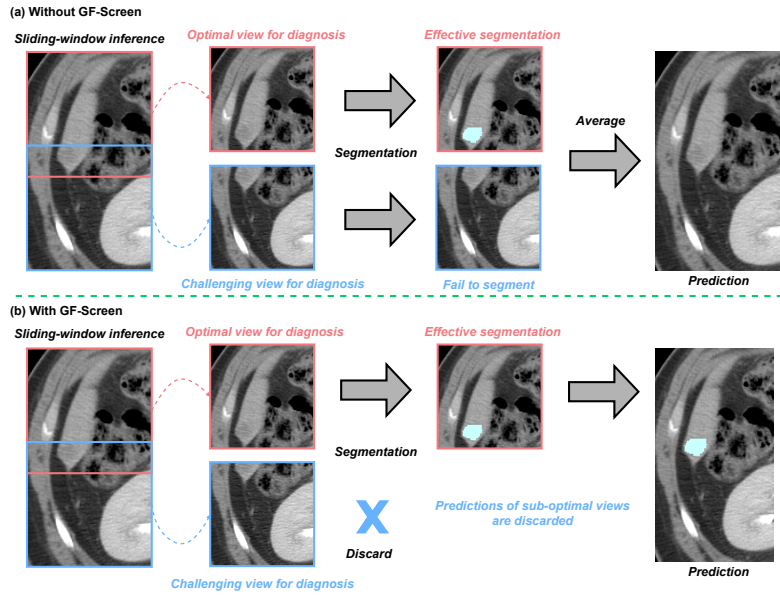 (a) Without GF-Screen
Sliding-window inference
Optimal view for diagnosis
Effective segmentation
Segmentation
Average
Challenging view for diagnosis
Fail to segment
Prediction
(b) With GF-Screen
Sliding-window inference
Optimal view for diagnosis
Effective segmentation
Segmentation
X
Discard
Predictions of sub-optimal views
are discarded
Challenging view for diagnosis
Prediction